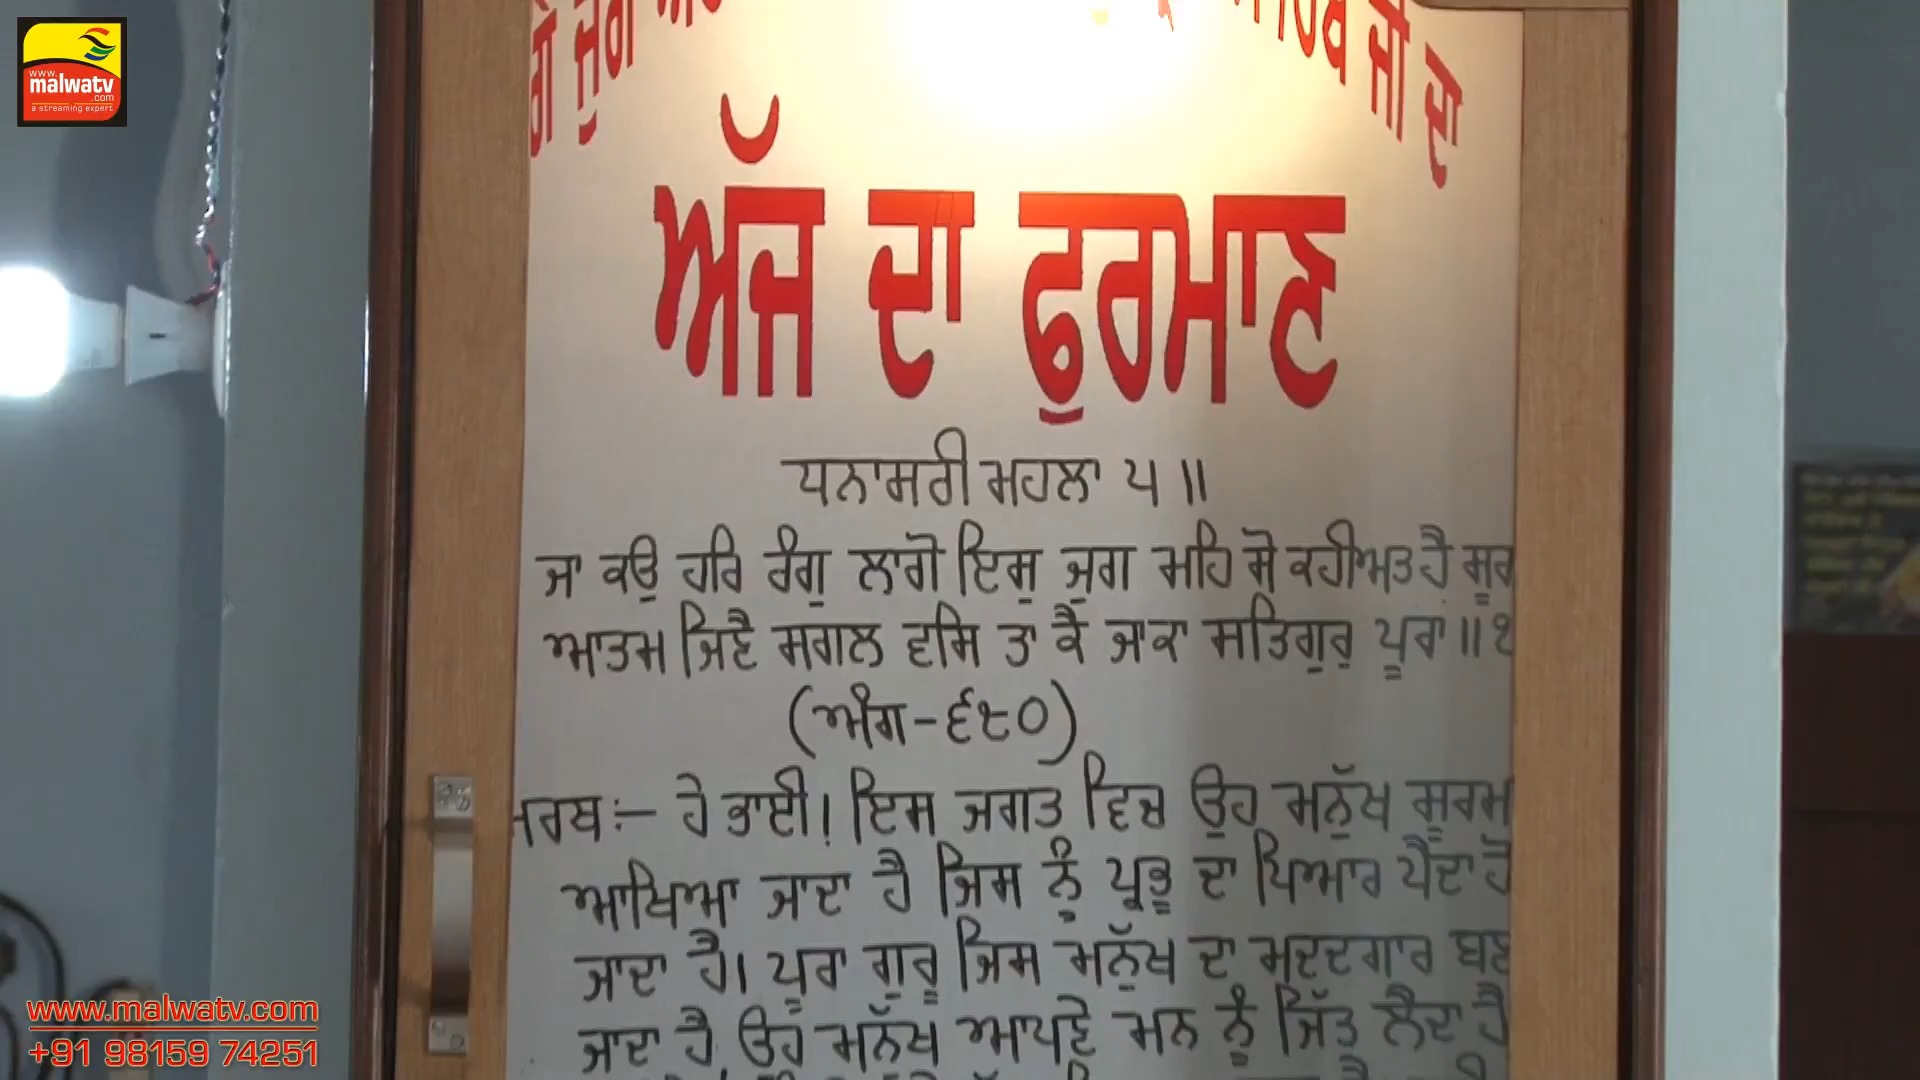 www.
malwatv
.com
a streaming expert
ਜੀ ਦਾ
ਅੱਜ ਦਾ ਫੁਰਮਾਣ
ਧਨਾਸਰੀ ਮਹਲਾ ੫ ॥
ਜਾ ਕਉ ਹਰਿ ਰੰਗੁ ਲਾਗੋ ਇਸੁ ਜੁਗ ਮਹਿ ਸੋ ਕਹੀਅਤ ਹੈ
ਆਤਮ ਜਿਣੈ ਸਗਲ ਵਸਿ ਤਾ ਕੈ ਜਾਕਾ ਸਤਿਗੁਰੁ ਪੂਰਾ ॥
(ਅੰਗ-੬੮੦)
ਹੇ ਭਾਈ! ਇਸ ਜਗਤ ਵਿਚ ਉਹ ਮਨੁੱਖ
ਆਖਿਆ ਜਾਦਾ ਹੈ ਜਿਸ ਨੂੰ ਪ੍ਰਭੂ ਦਾ ਪਿਆਰ ਪੈਂਦਾ ਹੋ
ਜਾਦਾ ਹੈ। ਪੂਰਾ ਗੁਰੂ ਜਿਸ ਮਨੁੱਖ ਦਾ ਮਦਦਗਾਰ ਬਣ
ਜਾਦਾ ਹੈ, ਉਹ ਮਨੁੱਖ ਆਪਣੇ ਮਨ ਨੂੰ ਜਿੱਤ ਲੈਂਦਾ ਹੈ
www.malwatv.com
+91 98159 74251